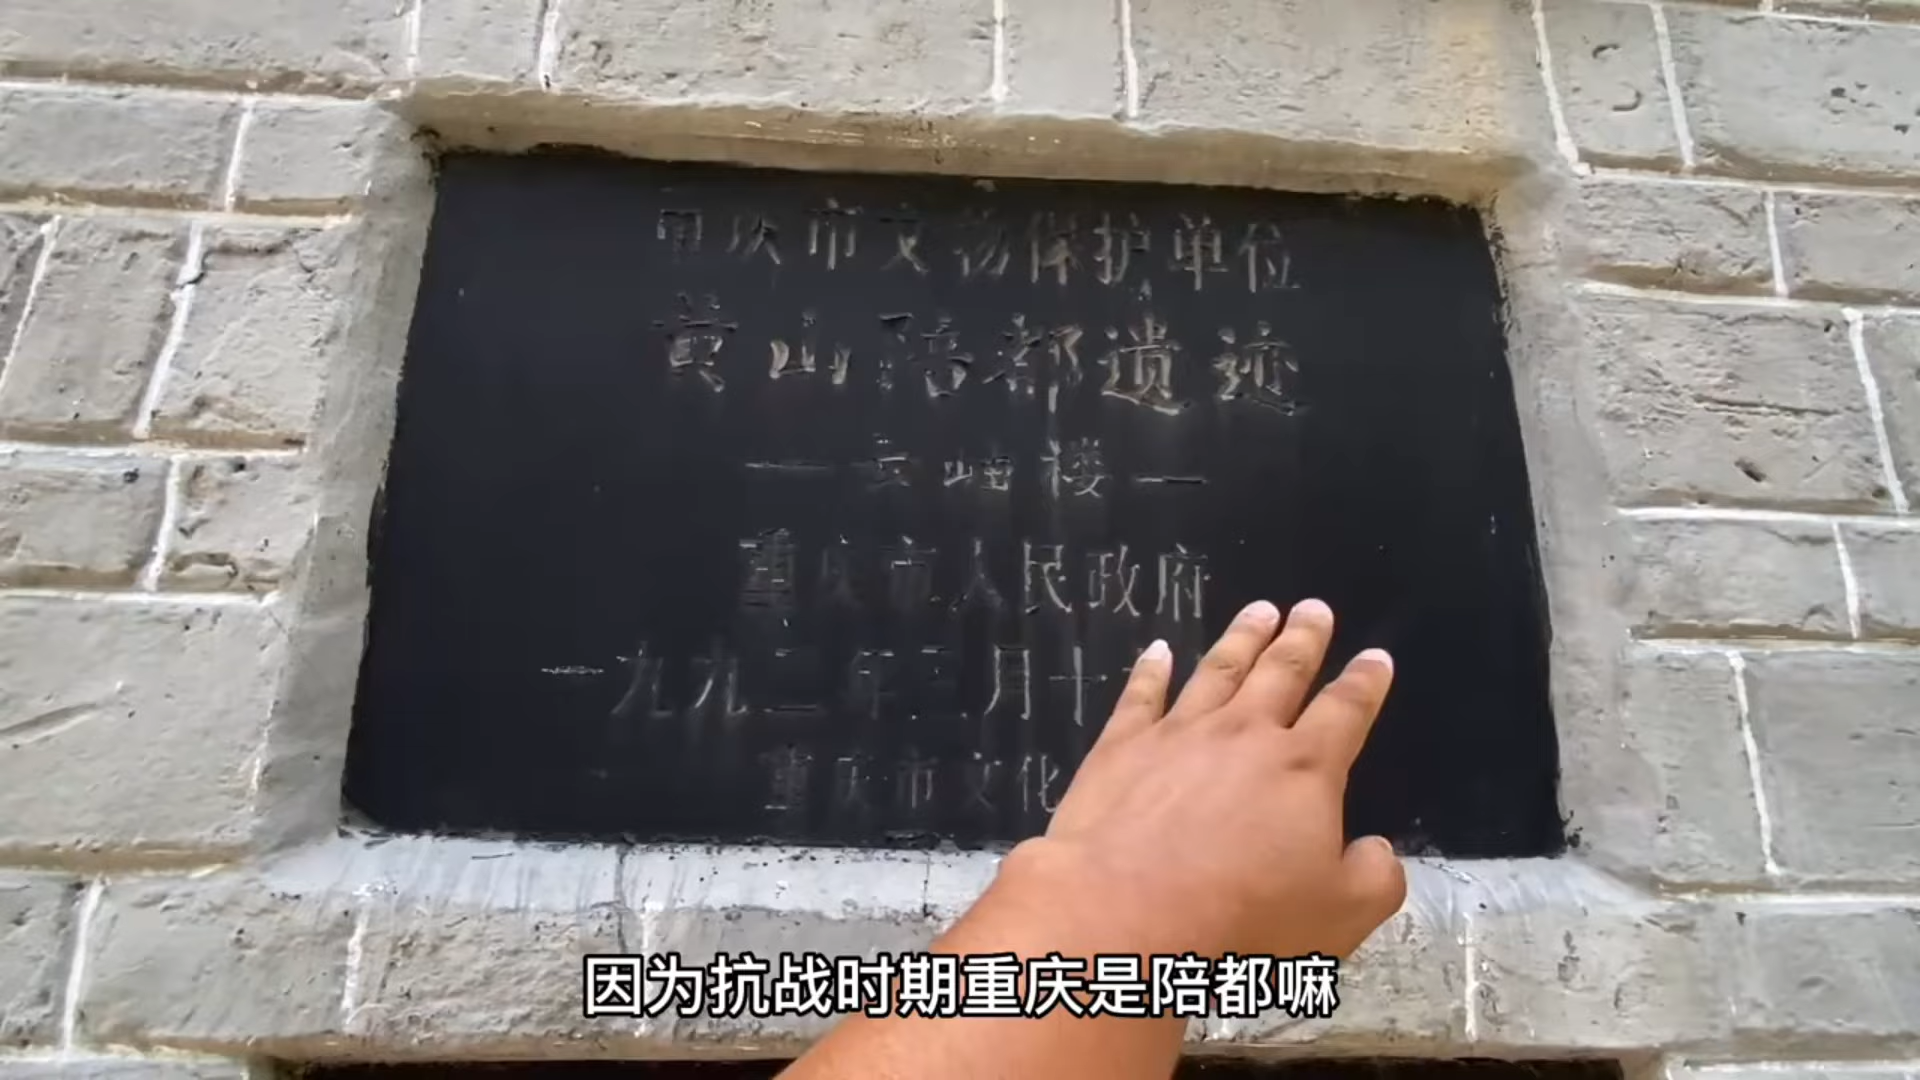 重庆市文物保护单位
黄山陪都遗迹
—云岫楼—
重庆市人民政府
一九九二年三月十
重庆市文化
因为抗战时期重庆是陪都嘛